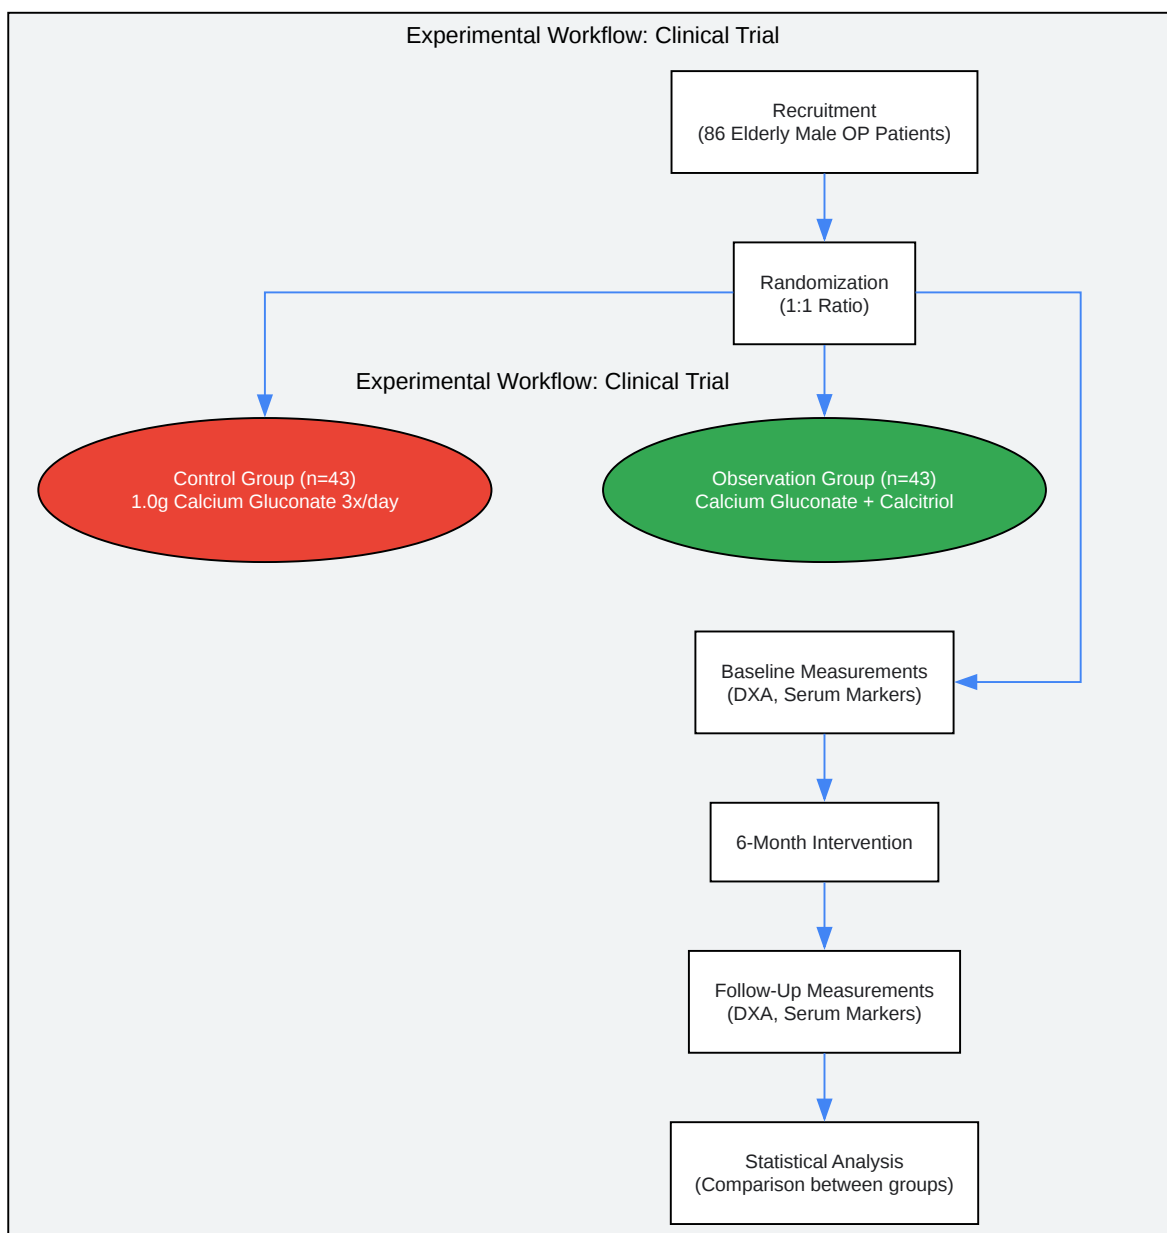 Experimental Workflow: Clinical Trial
Recruitment
(86 Elderly Male OP Patients)
Randomization
(1:1 Ratio)
Experimental Workflow: Clinical Trial
Control Group (n=43)
1.0g Calcium Gluconate 3x/day
Observation Group (n=43)
Calcium Gluconate + Calcitriol
Baseline Measurements
(DXA, Serum Markers)
6-Month Intervention
Follow-Up Measurements
(DXA, Serum Markers)
Statistical Analysis
(Comparison between groups)